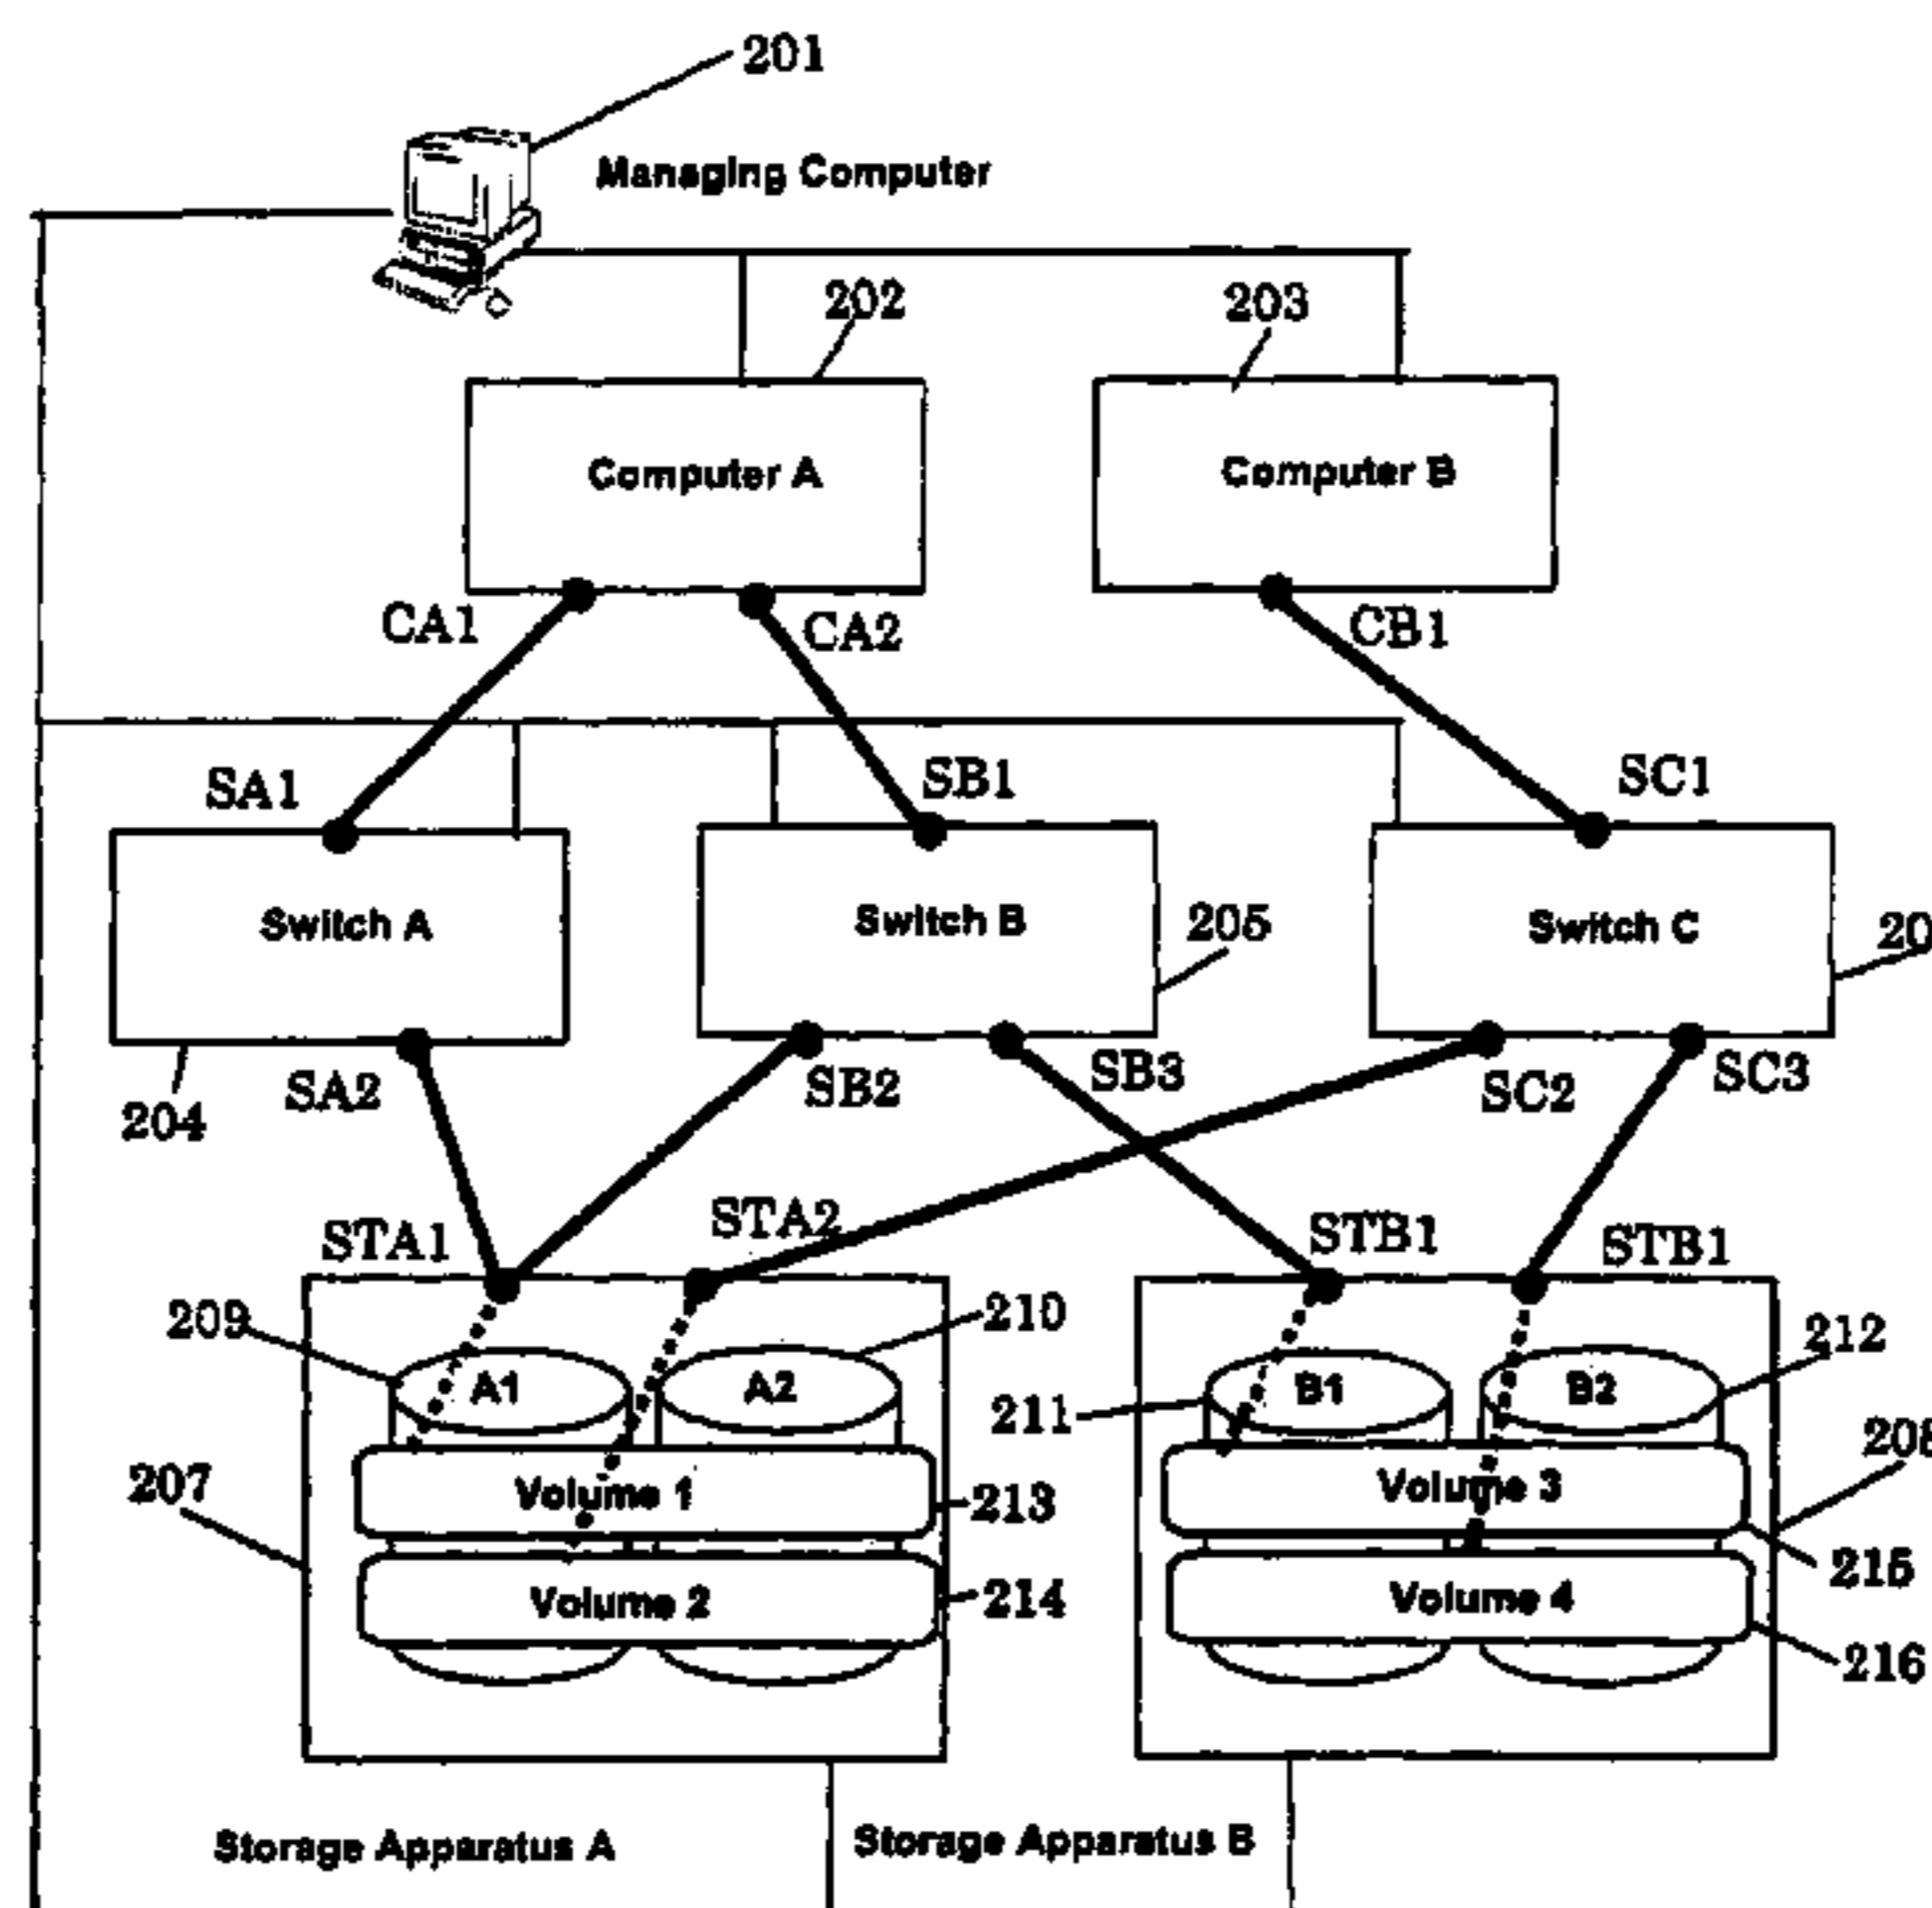 201
Managing Computer
202
203
Computer A
Computer B
CA1
CA2
CB1
SA1
SB1
SC1
Switch A
Switch B
205
Switch C
20
204
SA2
SB2
SB3
SC2
SC3
STA1
STA2
STB1
STB1
209
A1
A2
210
211
B1
B2
212
207
Volume 1
213
Volume 3
208
215
Volume 2
214
Volume 4
216
Storage Apparatus A
Storage Apparatus B